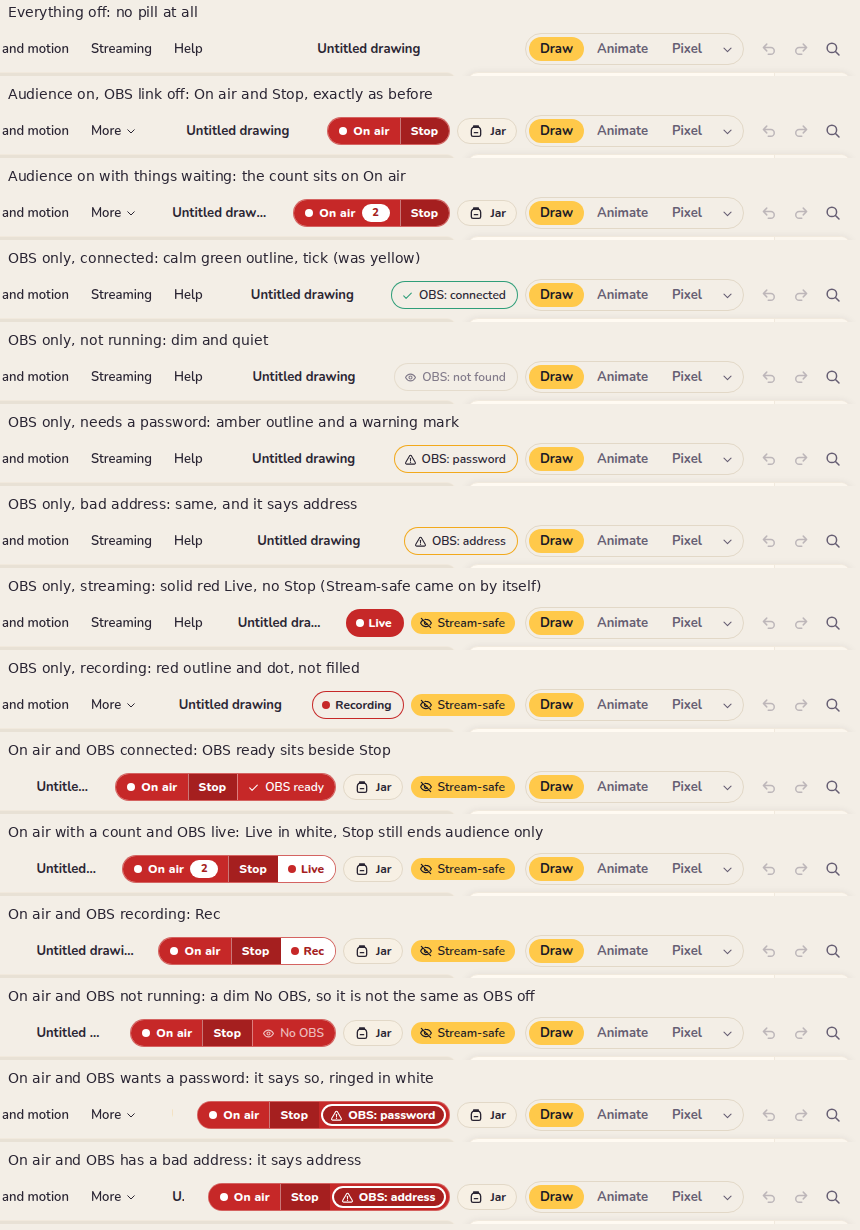 Everything off: no pill at all
and motion Streaming Help Untitled drawing Draw Animate Pixel
Audience on, OBS link off: On air and Stop, exactly as before
and motion More Untitled drawing On air Stop Jar Draw Animate Pixel
Audience on with things waiting: the count sits on On air
and motion More Untitled draw... On air 2 Stop Jar Draw Animate Pixel
OBS only, connected: calm green outline, tick (was yellow)
and motion Streaming Help Untitled drawing OBS: connected Draw Animate Pixel
OBS only, not running: dim and quiet
and motion Streaming Help Untitled drawing OBS: not found Draw Animate Pixel
OBS only, needs a password: amber outline and a warning mark
and motion Streaming Help Untitled drawing OBS: password Draw Animate Pixel
OBS only, bad address: same, and it says address
and motion Streaming Help Untitled drawing OBS: address Draw Animate Pixel
OBS only, streaming: solid red Live, no Stop (Stream-safe came on by itself)
and motion Streaming Help Untitled dra... Live Stream-safe Draw Animate Pixel
OBS only, recording: red outline and dot, not filled
and motion More Untitled drawing Recording Stream-safe Draw Animate Pixel
On air and OBS connected: OBS ready sits beside Stop
Untitle... On air Stop OBS ready Jar Stream-safe Draw Animate Pixel
On air with a count and OBS live: Live in white, Stop still ends audience only
Untitled... On air 2 Stop Live Jar Stream-safe Draw Animate Pixel
On air and OBS recording: Rec
Untitled drawi... On air Stop Rec Jar Stream-safe Draw Animate Pixel
On air and OBS not running: a dim No OBS, so it is not the same as OBS off
Untitled ... On air Stop No OBS Jar Stream-safe Draw Animate Pixel
On air and OBS wants a password: it says so, ringed in white
and motion More On air Stop OBS: password Jar Draw Animate Pixel
On air and OBS has a bad address: it says address
and motion More U. On air Stop OBS: address Jar Draw Animate Pixel